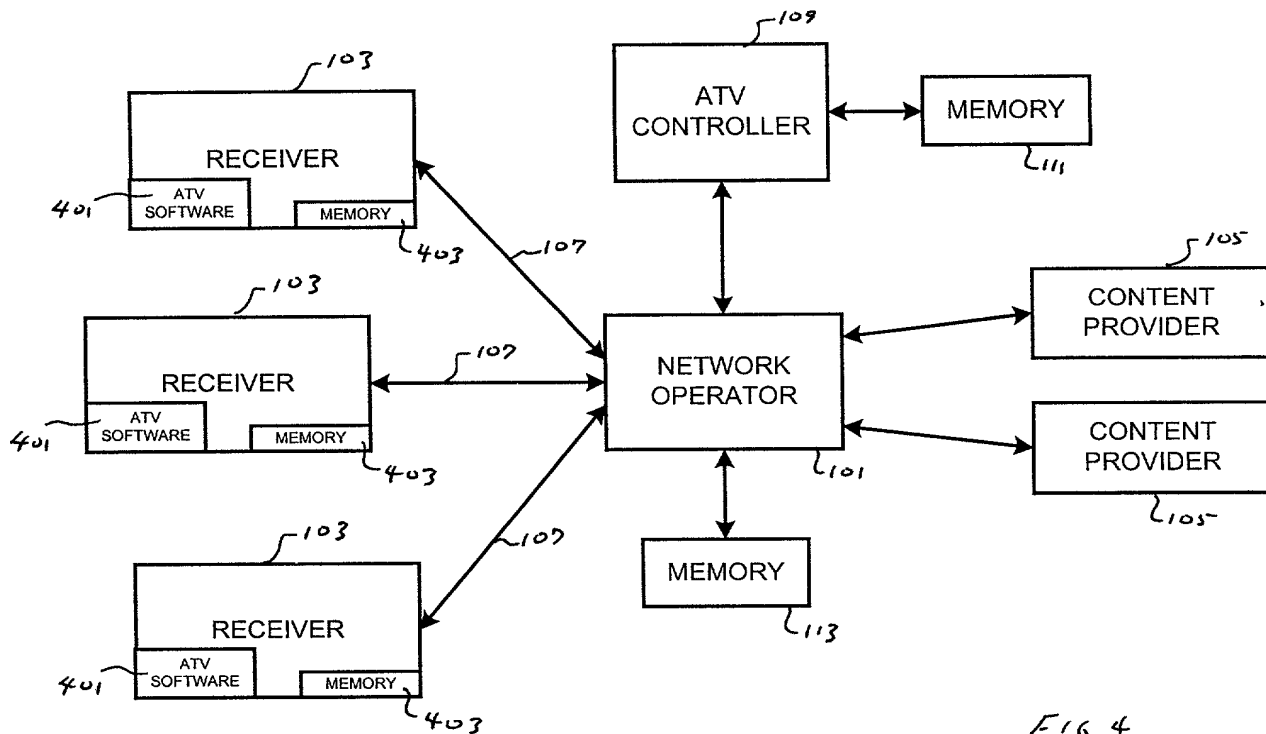 109
103
ATV
CONTROLLER
MEMORY
111
RECEIVER
401
ATV
SOFTWARE
MEMORY
403
107
103
RECEIVER
401
ATV
SOFTWARE
MEMORY
403
107
NETWORK
OPERATOR
101
105
CONTENT
PROVIDER
CONTENT
PROVIDER
105
103
RECEIVER
401
ATV
SOFTWARE
MEMORY
403
107
MEMORY
113
FIG 4